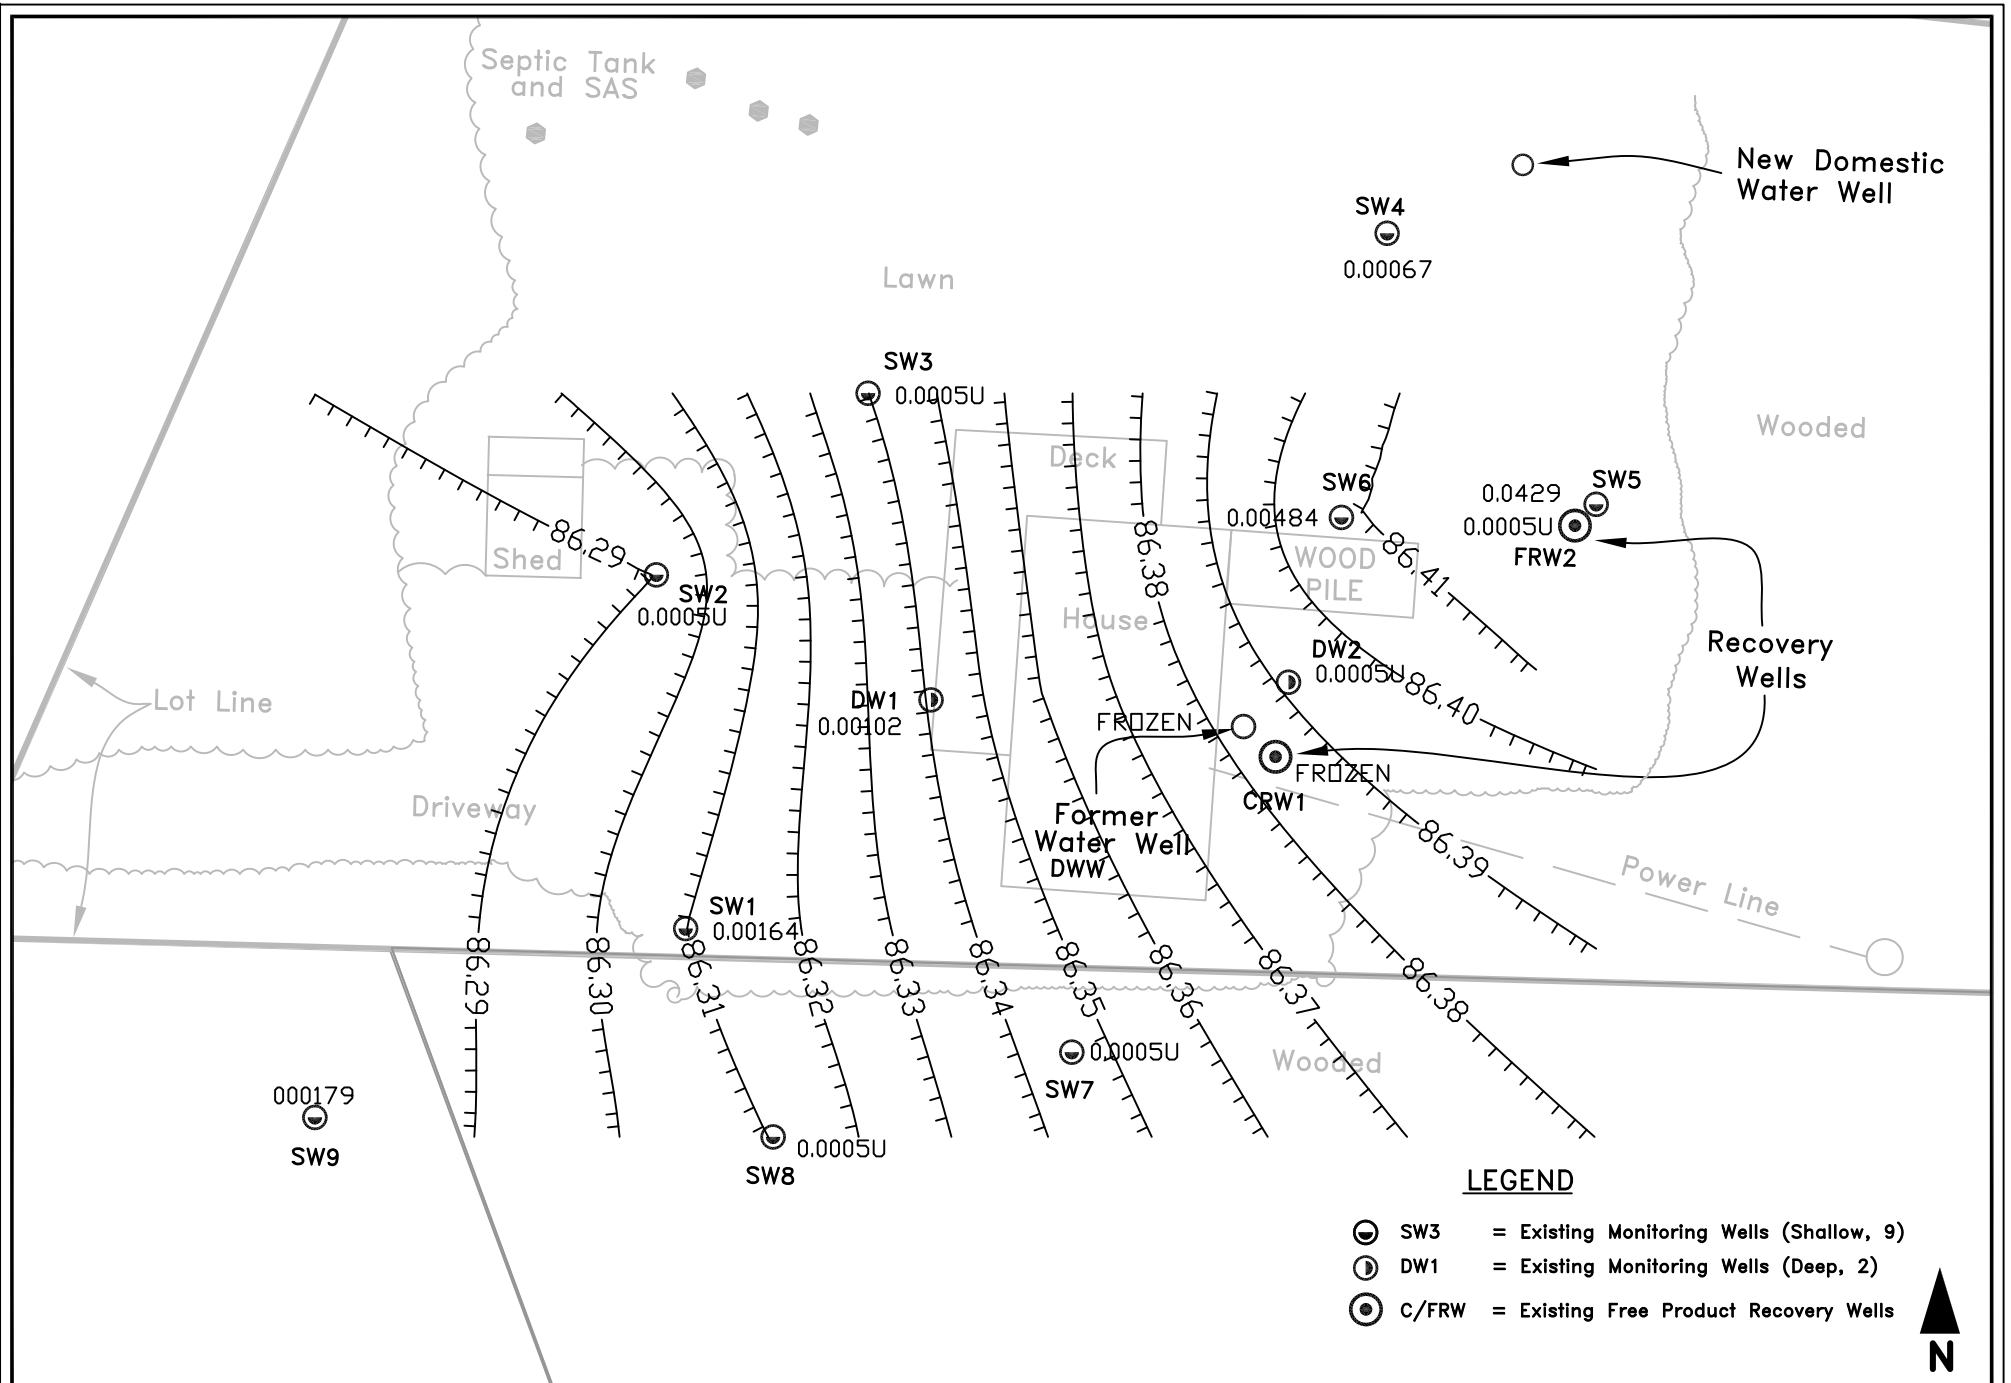 Septic Tank
and SAS
New Domestic
Water Well
SW4
0.00067
Lawn
SW3
0.0005U
Wooded
Deck
SW6
0.00484
SW5
0.0429
0.0005U
FRW2
86.29
Shed
86.38
WOOD
PILE
86.41
SW2
0.0005U
House
Recovery
Wells
DW2
0.0005U
86.40
Lot Line
DW1
0.00102
FROZEN
FROZEN
CRW1
Driveway
Former
Water Well
DWW
86.39
Power Line
SW1
0.00164
86.29
86.30
86.31
86.32
86.33
86.34
86.35
86.36
86.37
86.38
0.0005U
SW7
Wooded
000179
SW9
0.0005U
SW8
LEGEND
SW3 = Existing Monitoring Wells (Shallow, 9)
DW1 = Existing Monitoring Wells (Deep, 2)
C/FRW = Existing Free Product Recovery Wells
N